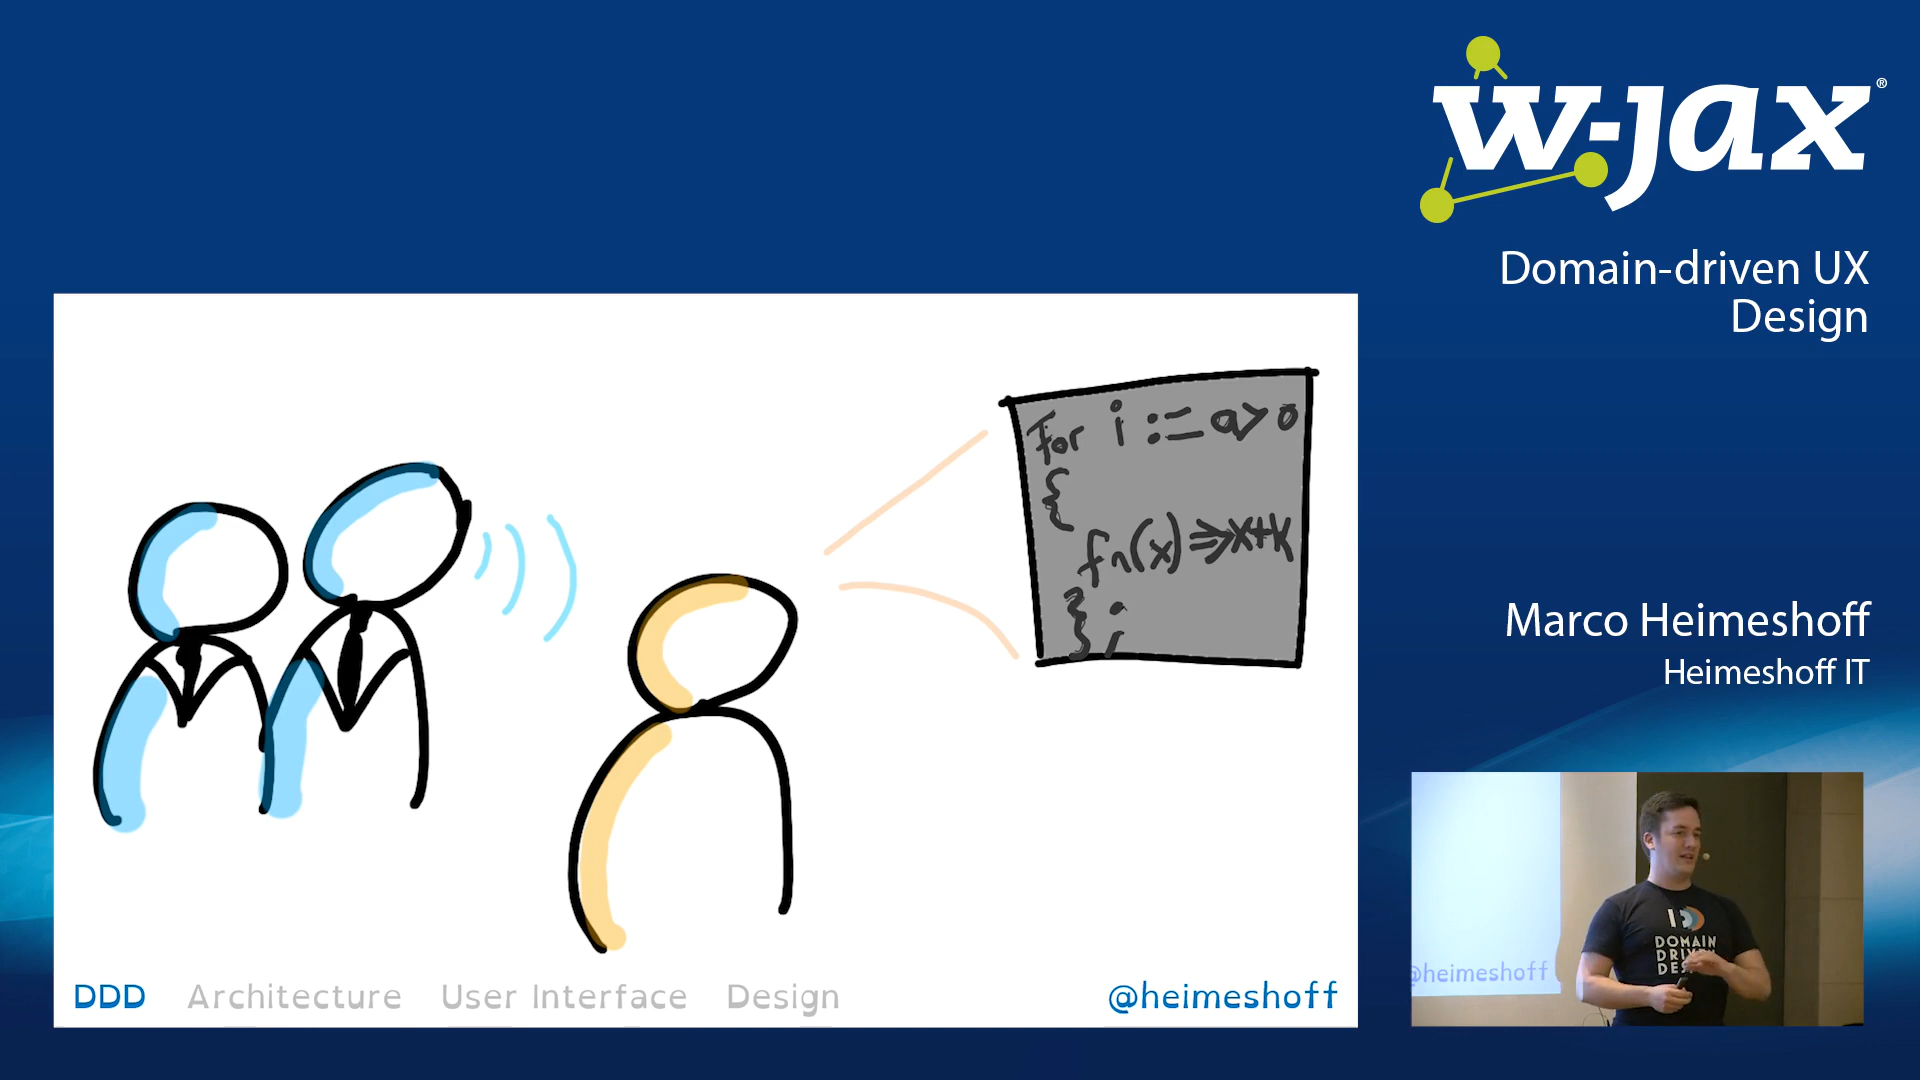 w-jax®
Domain-driven UX
Design
For i := a> 0
{
fn(x) => x+k
};
Marco Heimeshoff
Heimeshoff IT
DOMAIN
DRIVEN
@heimeshoff
DDD Architecture User Interface Design @heimeshoff